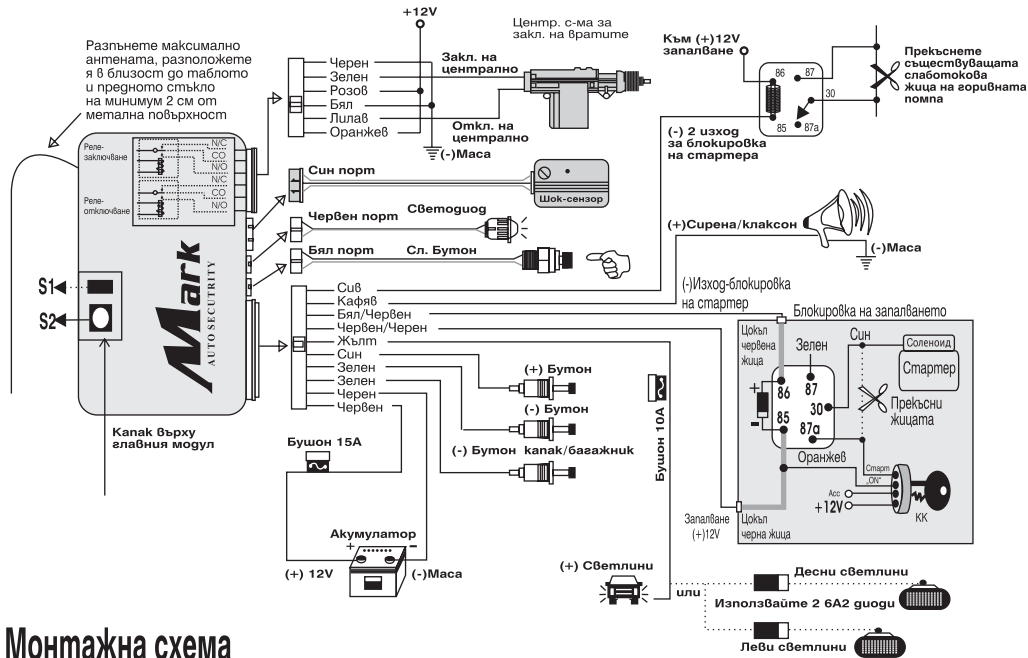 +12V
Разпънете максимално
антената, разположете
я в близост до таблото
и предното стъкло
на минимум 2 см от
метална повърхност
Черен
Зелен
Розов
Бял
Лилав
Оранжев
Закл. на
централно
Откл. на
централно
(-)Маса
Центр. с-ма за
закл. на вратите
Към (+)12V
запалване
86
87
30
85
87a
Прекъснете
съществуващата
слаботокова
жица на горивната
помпа
(-) 2 изход
за блокировка
на стартера
Реле-
заключване
N/C
CO
N/O
Реле-
отключване
N/C
CO
N/O
Син порт
Шок-сензор
Червен порт
Светодиод
Бял порт
Сл. Бутон
(+)Сирена/клаксон
(-)Маса
S1
S2
Mark
AUTO SECUTRITY
Капак върху
главния модул
Сив
Кафяв
Бял/Червен
Червен/Черен
Жълт
Син
Зелен
Зелен
Черен
Червен
(-)Изход-блокировка
на стартер
(+) Бутон
(-) Бутон
(-) Бутон капак/багажник
Бушон 15A
Бушон 10A
Акумулатор
+
-
(+) 12V
(-)Маса
Блокировка на запалването
Цокъл
червена
жица
Зелен
Син
Соленоид
Стартер
+
-
86
87
30
85
87a
Прекъсни
жицата
Оранжев
Старт
„ON"
Acc
+12V
КК
Запалване
(+)12V
Цокъл
черна жица
(+) Светлини
или
Десни светлини
Използвайте 2 6A2 диоди
Леви светлини
Монтажна схема